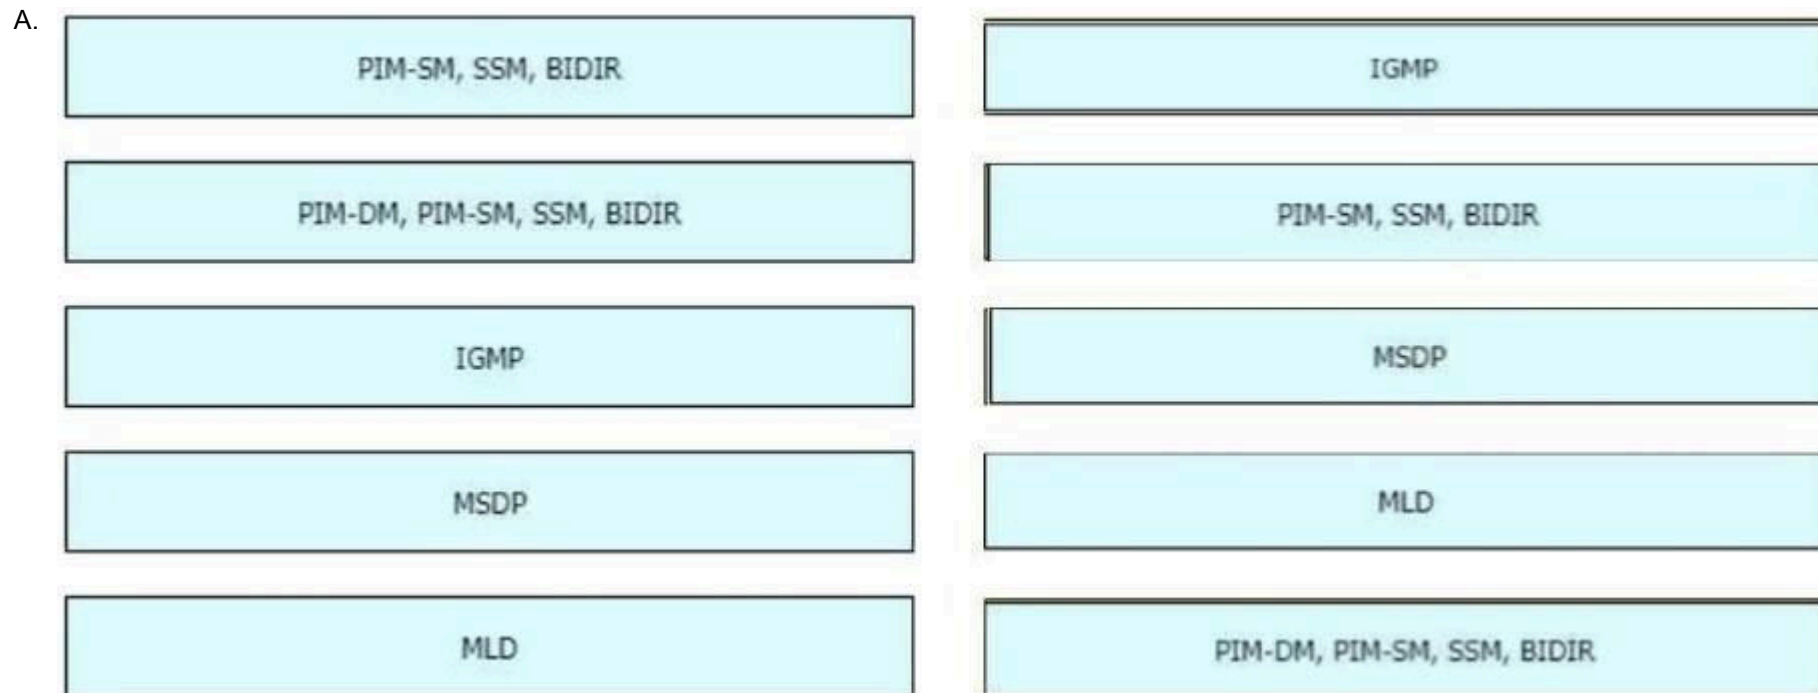 A.
PIM-SM, SSM, BIDIR
IGMP
PIM-DM, PIM-SM, SSM, BIDIR
PIM-SM, SSM, BIDIR
IGMP
MSDP
MSDP
MLD
MLD
PIM-DM, PIM-SM, SSM, BIDIR